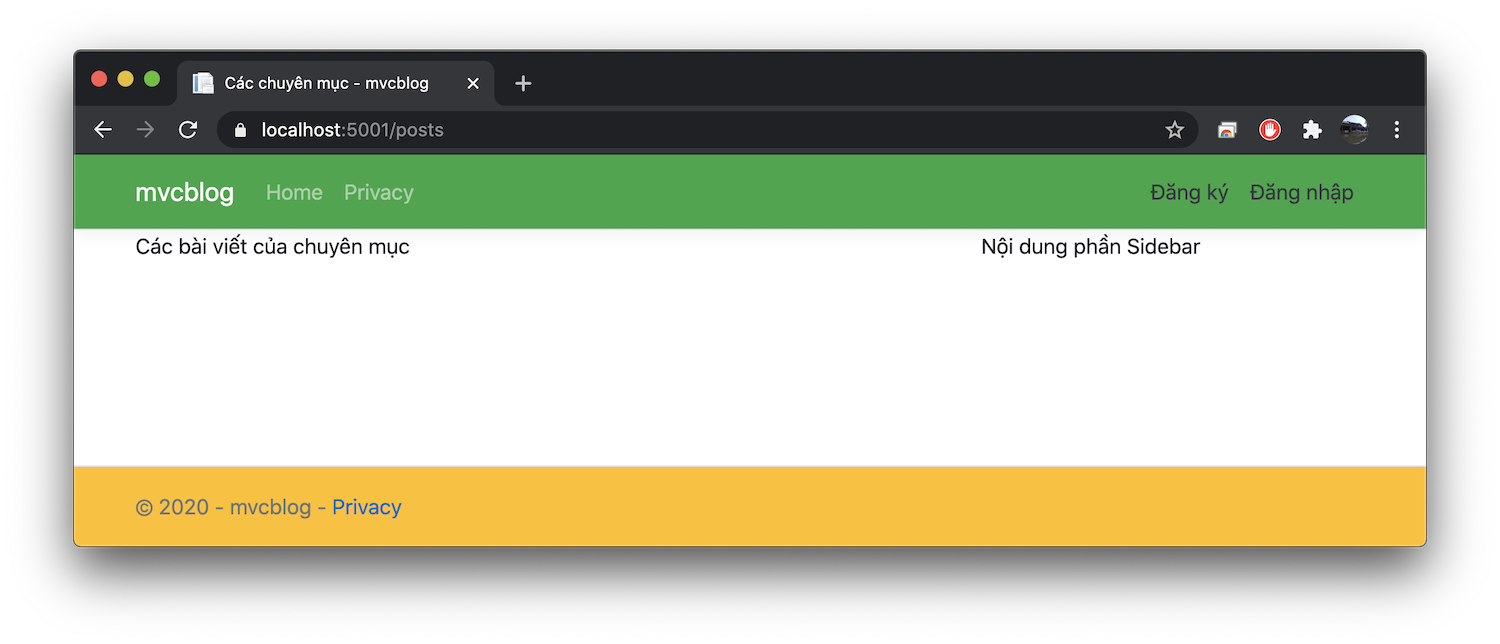 Các chuyên mục - mvcblog
localhost:5001/posts
mvcblog Home Privacy Đăng ký Đăng nhập
Các bài viết của chuyên mục Nội dung phần Sidebar
© 2020 - mvcblog - Privacy